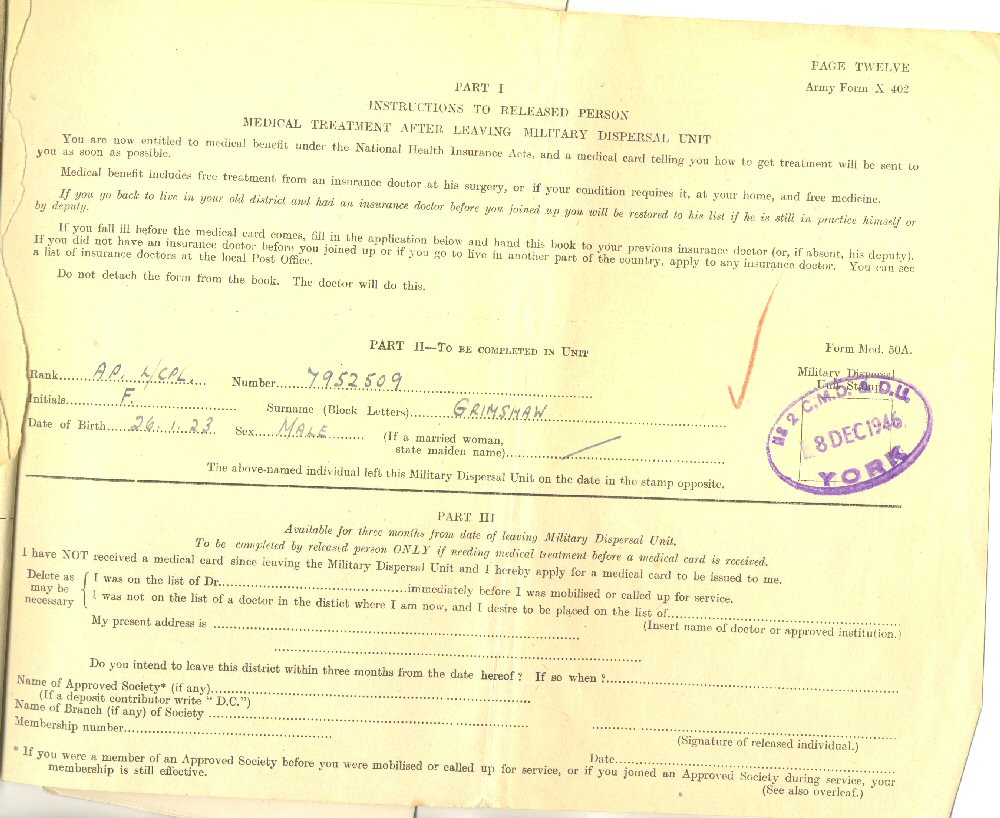 PAGE TWELVE
Army Form X 402
PART I
INSTRUCTIONS TO RELEASED PERSON
MEDICAL TREATMENT AFTER LEAVING MILITARY DISPERSAL UNIT
You are now entitled to medical benefit under the National Health Insurance Acts, and a medical card telling you how to get treatment will be sent to
you as soon as possible.
Medical benefit includes free treatment from an insurance doctor at his surgery, or if your condition requires it, at your home, and free medicine.
If you go back to live in your old district and had an insurance doctor before you joined up you will be restored to his list if he is still in practice himself or
by deputy.
If you fall ill before the medical card comes, fill in the application below and hand this book to your previous insurance doctor (or, if absent, his deputy).
If you did not have an insurance doctor before you joined up or if you go to live in another part of the country, apply to any insurance doctor. You can see
a list of insurance doctors at the local Post Office.
Do not detach the form from the book. The doctor will do this.
PART II—TO BE COMPLETED IN UNIT
Form Med. 50A.
Rank AP. L/CPL. Number 7952509
Military Dispersal
Unit Stamp
Initials F. Surname (Block Letters) GRIMSHAW
Date of Birth 26.1.23 Sex MALE (If a married woman,
state maiden name)
No 2 C.M.D. & D.U.
8 DEC 1946
YORK
The above-named individual left this Military Dispersal Unit on the date in the stamp opposite.
PART III
Available for three months from date of leaving Military Dispersal Unit.
To be completed by released person ONLY if needing medical treatment before a medical card is received.
I have NOT received a medical card since leaving the Military Dispersal Unit and I hereby apply for a medical card to be issued to me.
Delete as
may be
necessary
I was on the list of Dr. immediately before I was mobilised or called up for service.
I was not on the list of a doctor in the distict where I am now, and I desire to be placed on the list of
(Insert name of doctor or approved institution.)
My present address is
Do you intend to leave this district within three months from the date hereof? If so when?
Name of Approved Society* (if any)
(If a deposit contributor write "D.C.")
Name of Branch (if any) of Society
Membership number
(Signature of released individual.)
Date
* If you were a member of an Approved Society before you were mobilised or called up for service, or if you joined an Approved Society during service, your
membership is still effective.
(See also overleaf.)